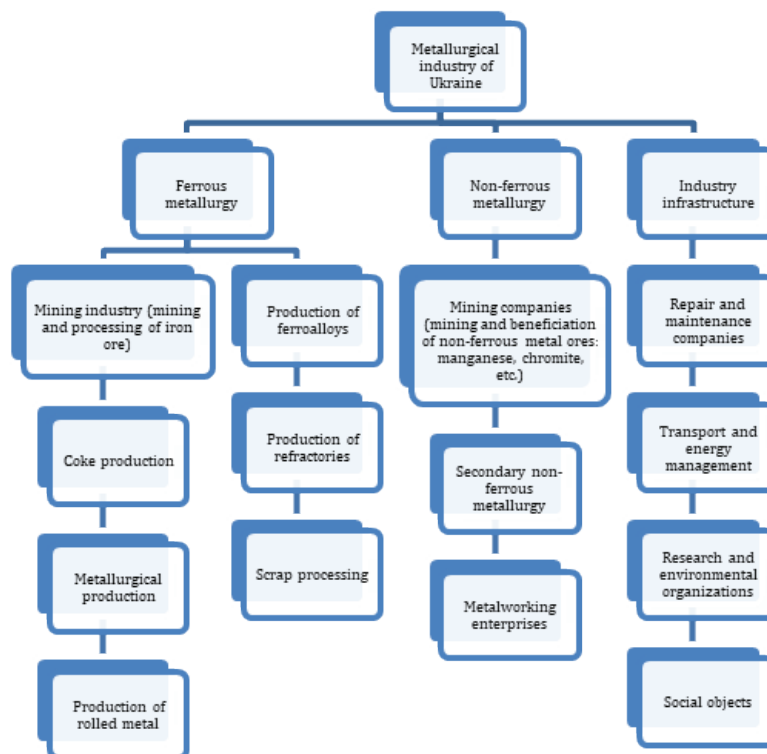 Metallurgical
industry of
Ukraine
Ferrous
metallurgy
Non-ferrous
metallurgy
Industry
infrastructure
Mining industry (mining
and processing of iron
ore)
Production of
ferroalloys
Mining companies
(mining and beneficiation
of non-ferrous metal ores:
manganese, chromite,
etc.)
Repair and
maintenance
companies
Coke production
Production of
refractories
Secondary non-
ferrous
metallurgy
Transport and
energy
management
Metallurgical
production
Scrap processing
Metalworking
enterprises
Research and
environmental
organizations
Production of
rolled metal
Social objects